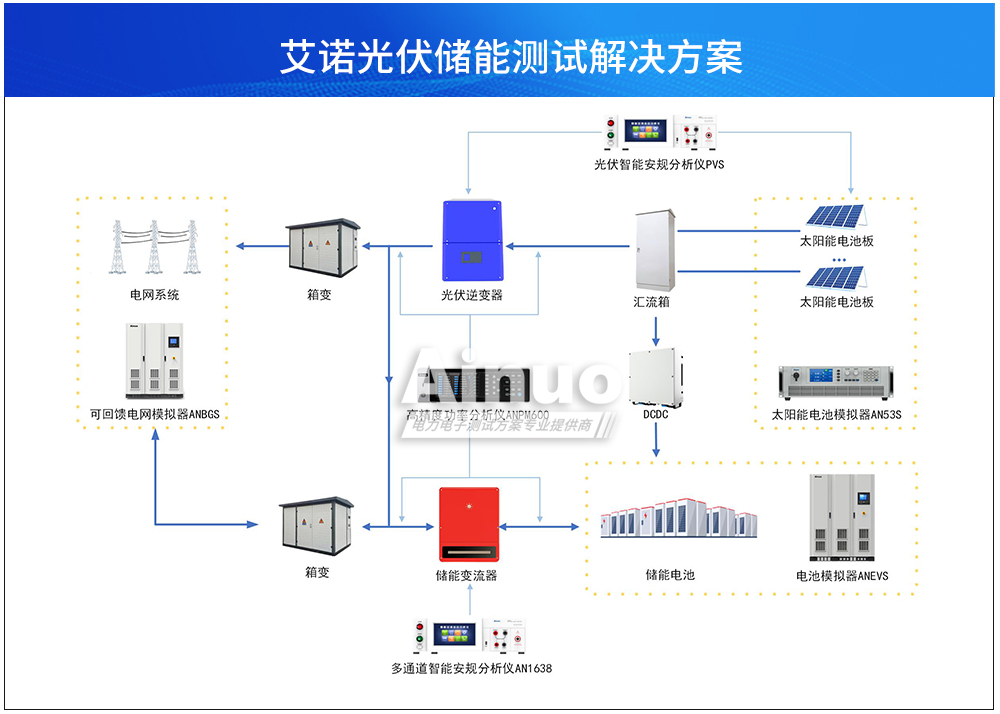 艾诺光伏储能测试解决方案
光伏智能安规分析仪PVS
太阳能电池板
电网系统
箱变
光伏逆变器
汇流箱
太阳能电池板
可回馈电网模拟器ANBGS
Ainuo
高精度功率分析仪ANPM600
电力电子测试方案专业提供商
DCDC
太阳能电池模拟器AN53S
箱变
储能变流器
储能电池
电池模拟器ANEVS
多通道智能安规分析仪AN1638